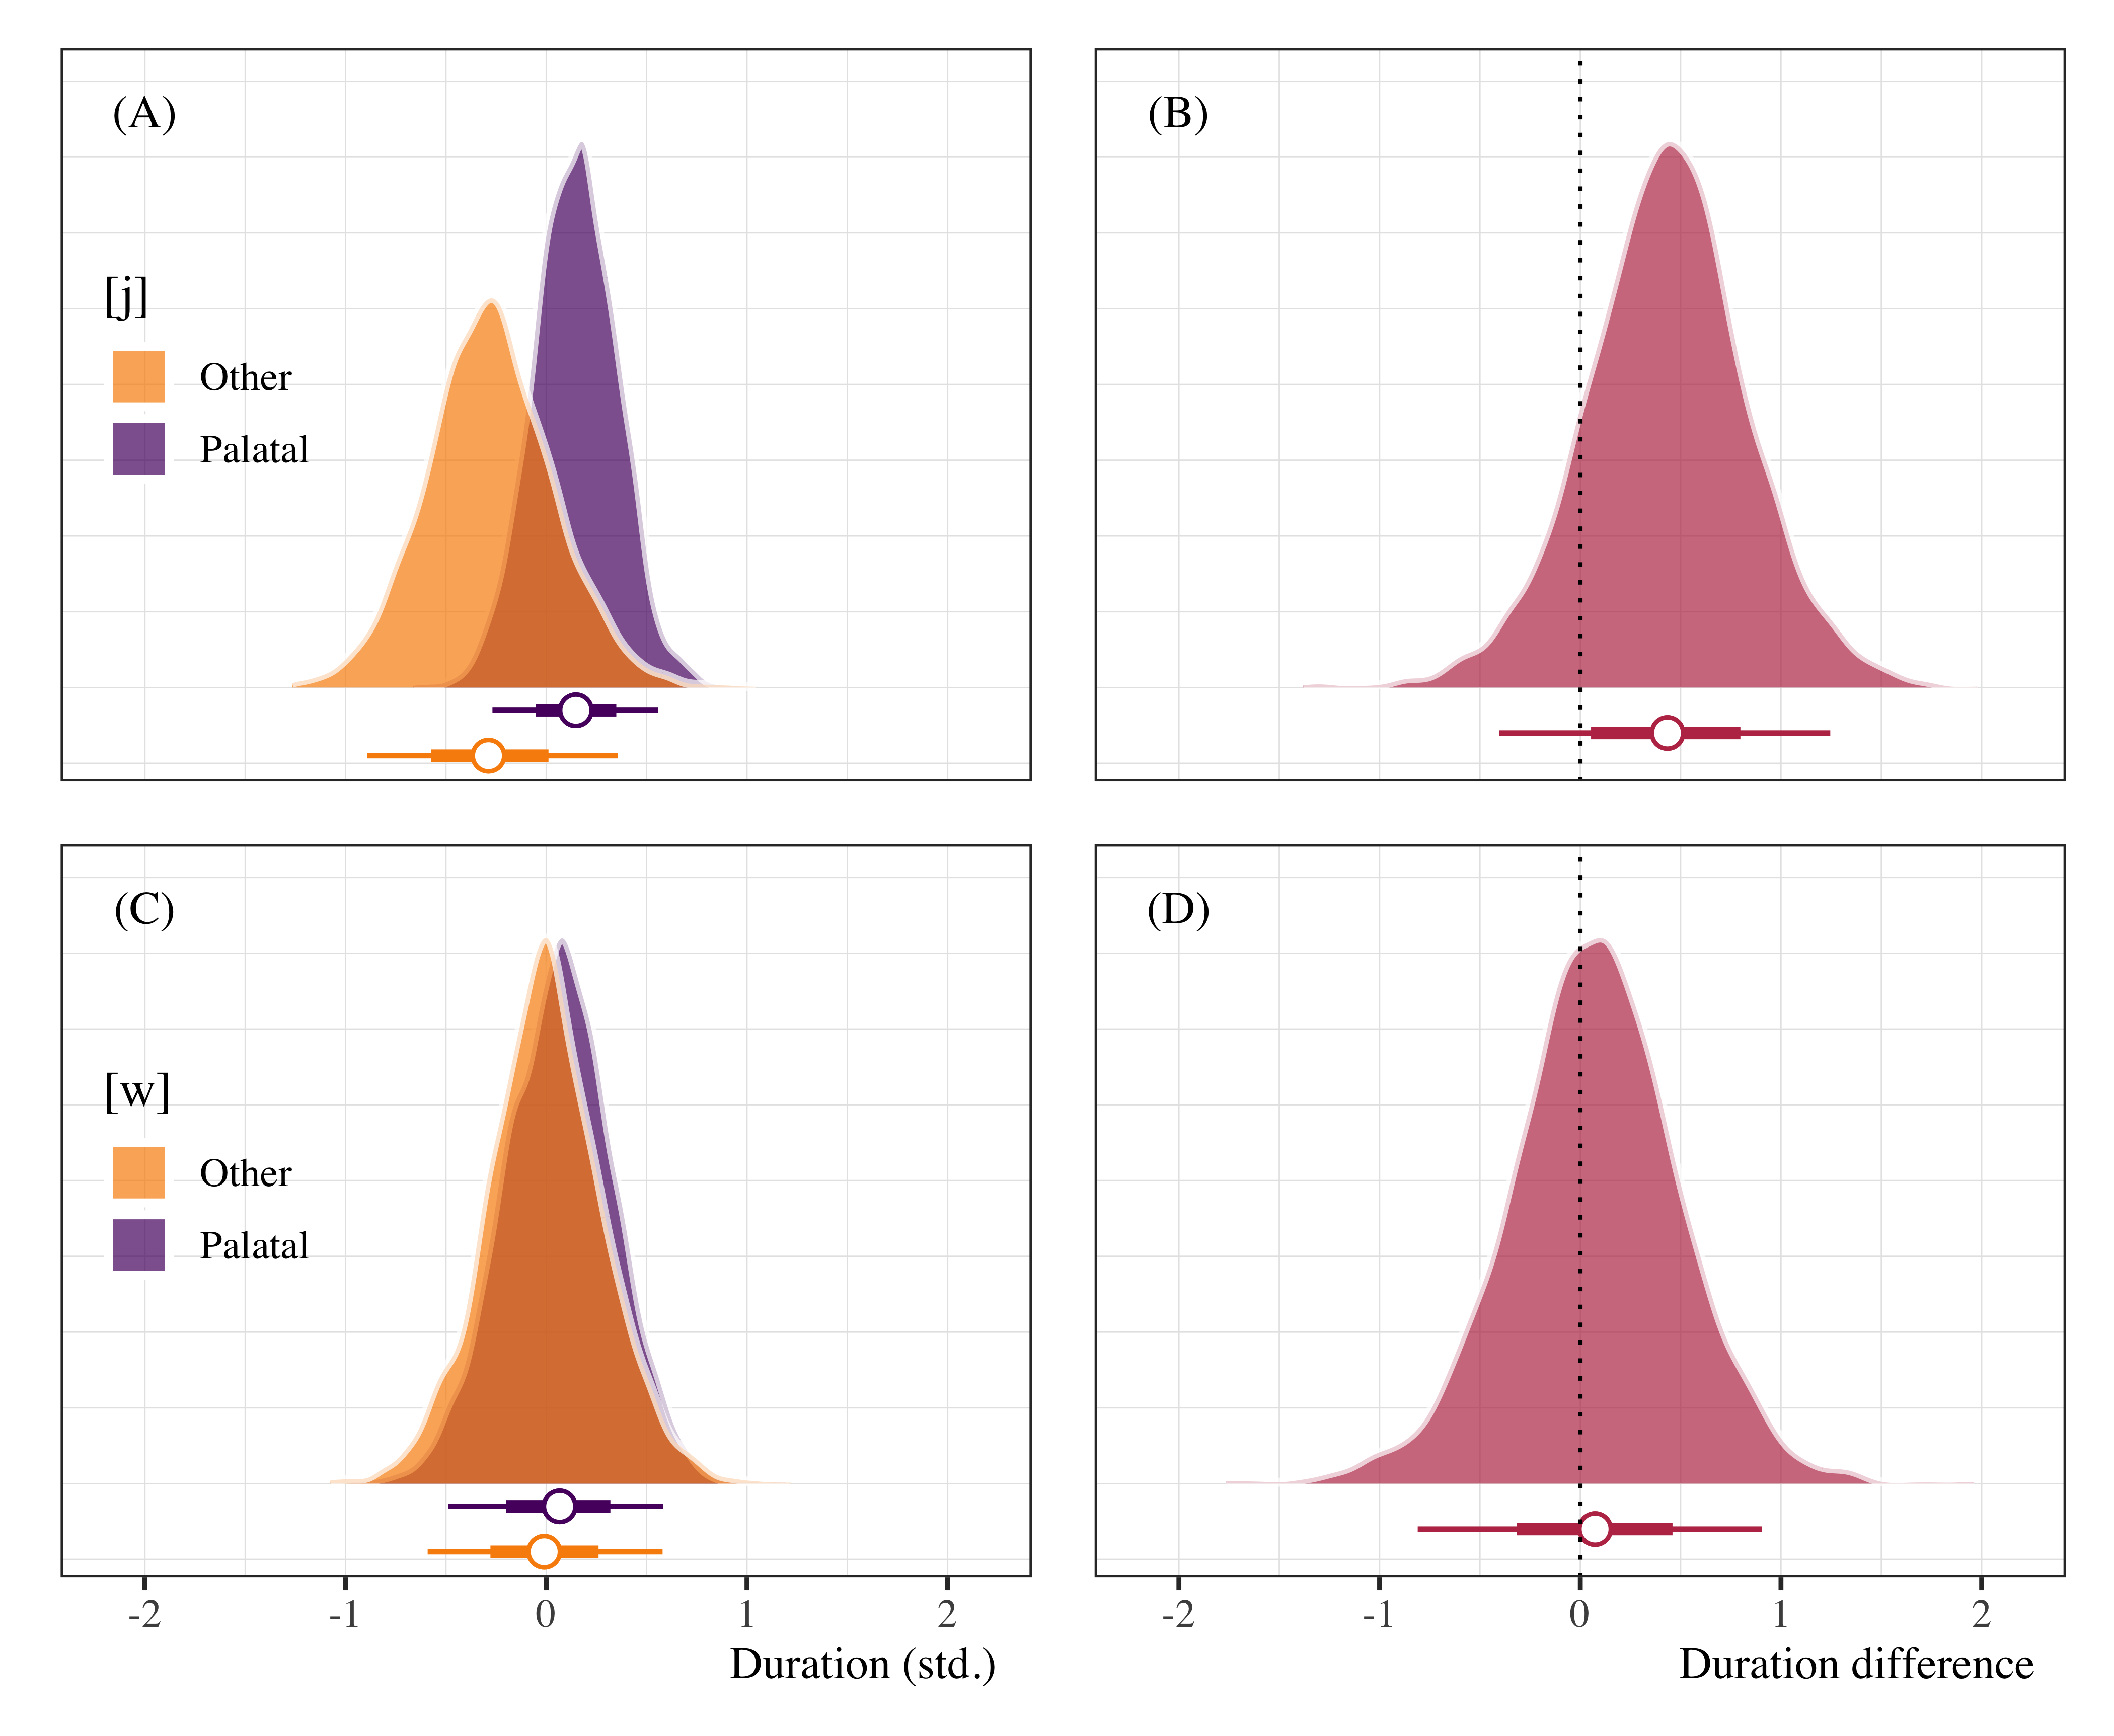 (A)
[j]
Other
Palatal
(B)
(C)
[w]
Other
Palatal
-2 -1 0 1 2
Duration (std.)
(D)
-2 -1 0 1 2
Duration difference